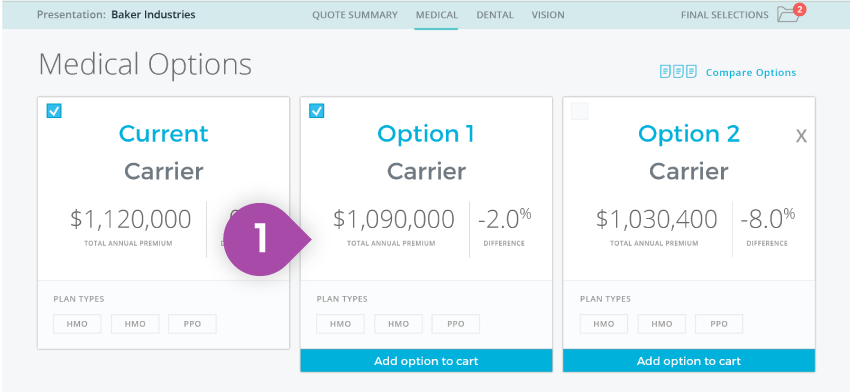 Presentation: Baker Industries QUOTE SUMMARY MEDICAL DENTAL VISION FINAL SELECTIONS 2
Medical Options
Compare Options
Current
Carrier
$1,120,000
TOTAL ANNUAL PREMIUM
PLAN TYPES
HMO HMO PPO
1
Option 1
Carrier
$1,090,000 -2.0%
TOTAL ANNUAL PREMIUM DIFFERENCE
PLAN TYPES
HMO HMO PPO
Add option to cart
Option 2
X
Carrier
$1,030,400 -8.0%
TOTAL ANNUAL PREMIUM DIFFERENCE
PLAN TYPES
HMO HMO PPO
Add option to cart